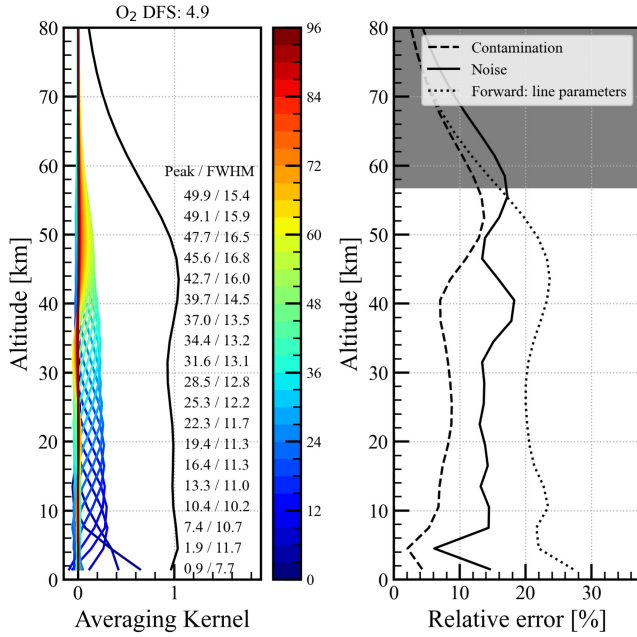 O₂ DFS: 4.9
80
70
60
50
40
30
20
10
0
Altitude [km]
0
1
Averaging Kernel
Peak / FWHM
49.9 / 15.4
49.1 / 15.9
47.7 / 16.5
45.6 / 16.8
42.7 / 16.0
39.7 / 14.5
37.0 / 13.5
34.4 / 13.2
31.6 / 13.1
28.5 / 12.8
25.3 / 12.2
22.3 / 11.7
19.4 / 11.3
16.4 / 11.3
13.3 / 11.0
10.4 / 10.2
7.4 / 10.7
1.9 / 11.7
0.9 / 7.7
96
84
72
60
48
36
24
12
0
Contamination
Noise
Forward: line parameters
80
70
60
50
40
30
20
10
0
Altitude [km]
0
10
20
30
Relative error [%]